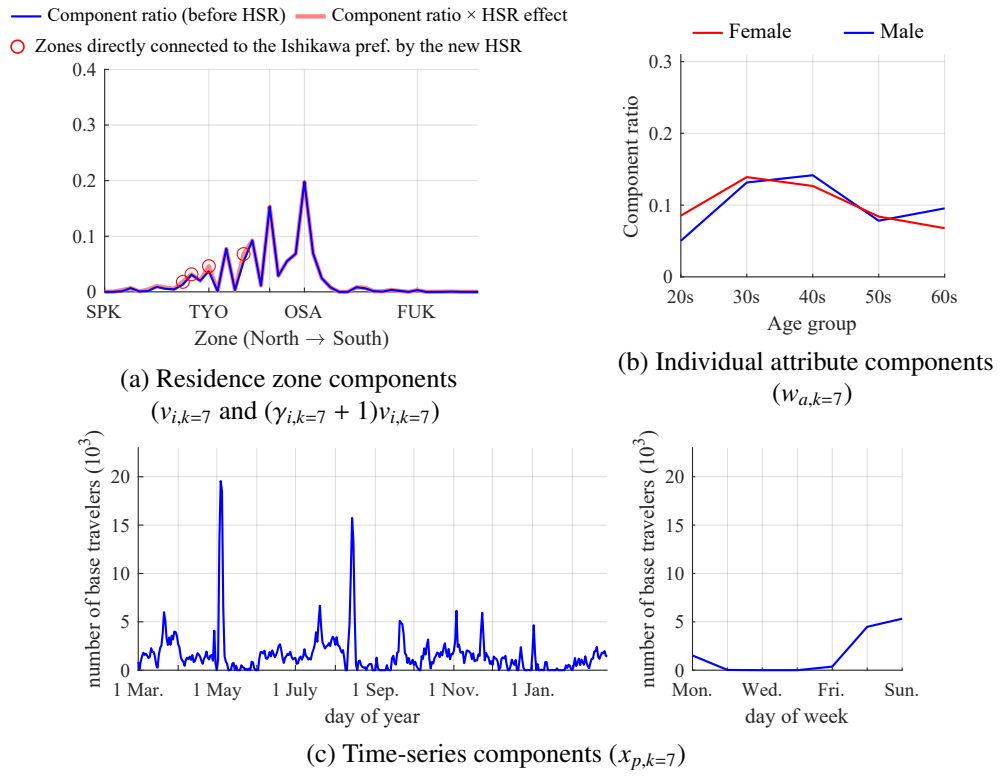 Component ratio (before HSR) Component ratio × HSR effect
Zones directly connected to the Ishikawa pref. by the new HSR
0.4
0.3
0.2
0.1
0
SPK TYO OSA FUK
Zone (North → South)
(a) Residence zone components
(v_{i,k=7} and (γ_{i,k=7} + 1)v_{i,k=7})
Female Male
Component ratio
0.3
0.2
0.1
0
20s 30s 40s 50s 60s
Age group
(b) Individual attribute components
(w_{a,k=7})
number of base travelers (10^3)
20
15
10
5
0
1 Mar. 1 May 1 July 1 Sep. 1 Nov. 1 Jan.
day of year
number of base travelers (10^3)
20
15
10
5
0
Mon. Wed. Fri. Sun.
day of week
(c) Time-series components (x_{p,k=7})